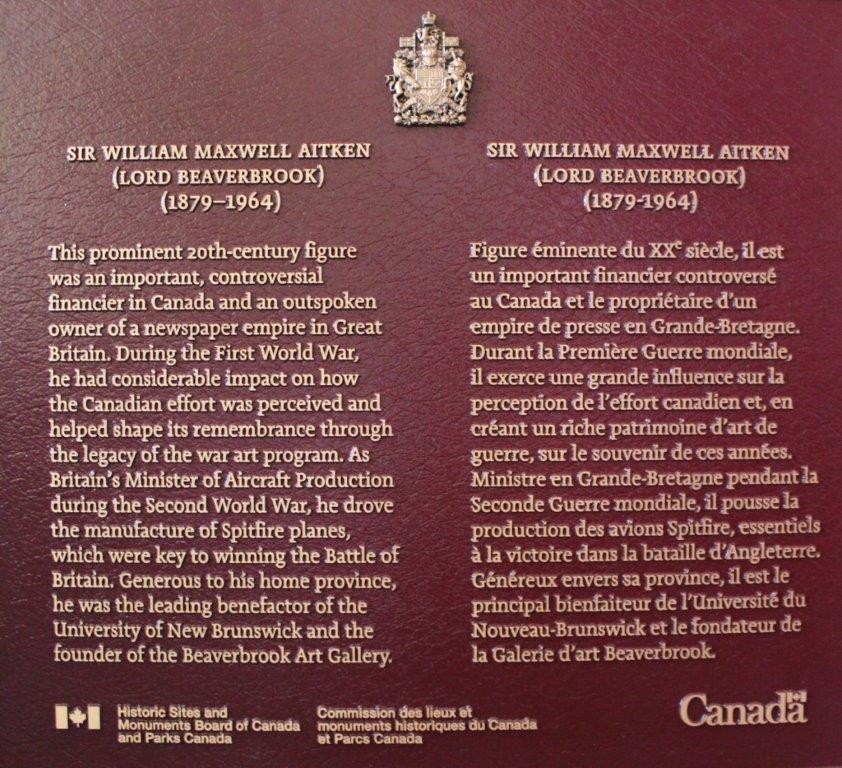 SIR WILLIAM MAXWELL AITKEN
(LORD BEAVERBROOK)
(1879–1964)
This prominent 20th-century figure
was an important, controversial
financier in Canada and an outspoken
owner of a newspaper empire in Great
Britain. During the First World War,
he had considerable impact on how
the Canadian effort was perceived and
helped shape its remembrance through
the legacy of the war art program. As
Britain's Minister of Aircraft Production
during the Second World War, he drove
the manufacture of Spitfire planes,
which were key to winning the Battle of
Britain. Generous to his home province,
he was the leading benefactor of the
University of New Brunswick and the
founder of the Beaverbrook Art Gallery.
SIR WILLIAM MAXWELL AITKEN
(LORD BEAVERBROOK)
(1879-1964)
Figure éminente du XXe siècle, il est
un important financier controversé
au Canada et le propriétaire d'un
empire de presse en Grande-Bretagne.
Durant la Première Guerre mondiale,
il exerce une grande influence sur la
perception de l'effort canadien et, en
créant un riche patrimoine d'art de
guerre, sur le souvenir de ces années.
Ministre en Grande-Bretagne pendant la
Seconde Guerre mondiale, il pousse la
production des avions Spitfire, essentiels
à la victoire dans la bataille d'Angleterre.
Généreux envers sa province, il est le
principal bienfaiteur de l'Université du
Nouveau-Brunswick et le fondateur de
la Galerie d'art Beaverbrook.
Historic Sites and
Monuments Board of Canada
and Parks Canada
Commission des lieux et
monuments historiques du Canada
et Parcs Canada
Canada